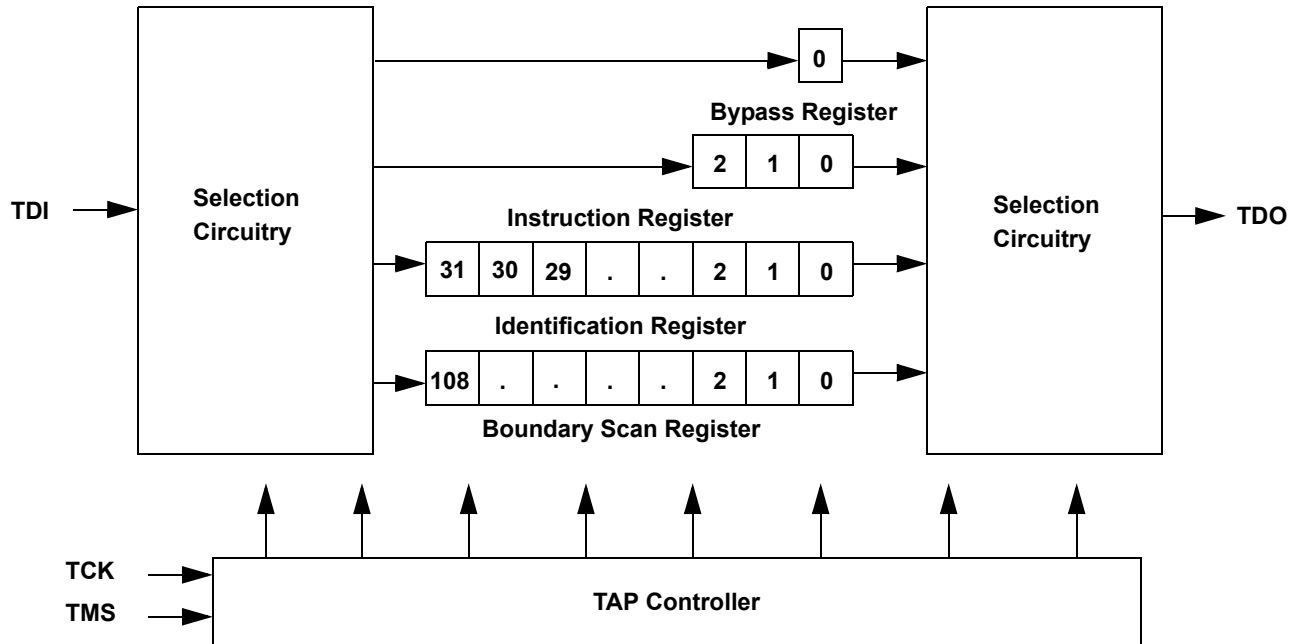 0
Bypass Register
2 1 0
TDI
Selection
Circuitry
Selection
Circuitry
TDO
Instruction Register
31 30 29 . . 2 1 0
Identification Register
108 . . . . 2 1 0
Boundary Scan Register
TCK
TMS
TAP Controller